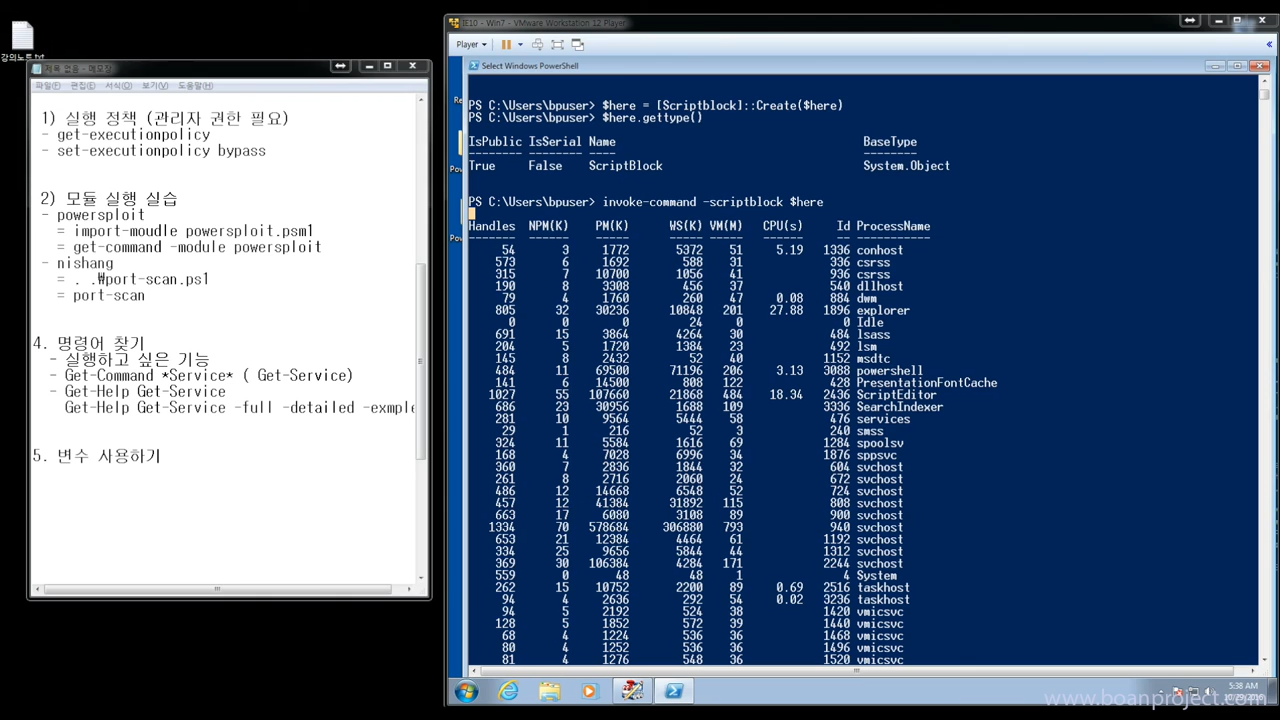 강의노트.txt
제목 없음 - 메모장
파일(F) 편집(E) 서식(O) 보기(V) 도움말(H)
1) 실행 정책 (관리자 권한 필요)
- get-executionpolicy
- set-executionpolicy bypass
2) 모듈 실행 실습
- powersploit
= import-moudle powersploit.psm1
= get-command -module powersploit
- nishang
= . .\port-scan.ps1
= port-scan
4. 명령어 찾기
- 실행하고 싶은 기능
- Get-Command *Service* ( Get-Service)
- Get-Help Get-Service
Get-Help Get-Service -full -detailed -exmple
5. 변수 사용하기
IE10 - Win7 - VMware Workstation 12 Player
Player
Select Windows PowerShell
PS C:\Users\bpuser> $here = [Scriptblock]::Create($here)
PS C:\Users\bpuser> $here.gettype()
IsPublic IsSerial Name BaseType
-------- -------- ---- --------
True False ScriptBlock System.Object
PS C:\Users\bpuser> invoke-command -scriptblock $here
Handles NPM(K) PM(K) WS(K) VM(M) CPU(s) Id ProcessName
------- ------ ----- ----- ----- ------ -- -----------
54 3 1772 5372 51 5.19 1336 conhost
573 6 1692 588 31 336 csrss
315 7 10700 1056 41 936 csrss
190 8 3308 456 37 540 dllhost
79 4 1760 260 47 0.08 884 dwm
805 32 30236 10848 201 27.88 1896 explorer
0 0 0 24 0 0 Idle
691 15 3864 4264 30 484 lsass
204 5 1720 1384 23 492 lsm
145 8 2432 52 40 1152 msdtc
484 11 69500 71196 206 3.13 3088 powershell
141 6 14500 808 122 428 PresentationFontCache
1027 55 107660 21868 484 18.34 2436 ScriptEditor
686 23 30956 1688 109 3336 SearchIndexer
281 10 9564 5444 58 476 services
29 1 216 52 3 240 smss
324 11 5584 1616 69 1284 spoolsv
168 4 7028 6996 34 1876 sppsvc
360 7 2836 1844 32 604 svchost
261 8 2716 2060 24 672 svchost
486 12 14668 6548 52 724 svchost
457 12 41384 31892 115 808 svchost
663 17 6080 3108 89 900 svchost
1334 70 578684 306880 793 940 svchost
653 21 12384 4464 61 1192 svchost
334 25 9656 5844 44 1312 svchost
369 30 106384 4284 171 2244 svchost
559 0 48 48 1 4 System
262 15 10752 2200 89 0.69 2516 taskhost
94 4 2636 292 54 0.02 3236 taskhost
94 5 2192 524 38 1420 vmicsvc
128 5 1852 572 39 1440 vmicsvc
68 4 1224 536 36 1468 vmicsvc
80 4 1252 536 36 1496 vmicsvc
81 4 1276 548 36 1520 vmicsvc
5:38 AM
www.boanproject.com